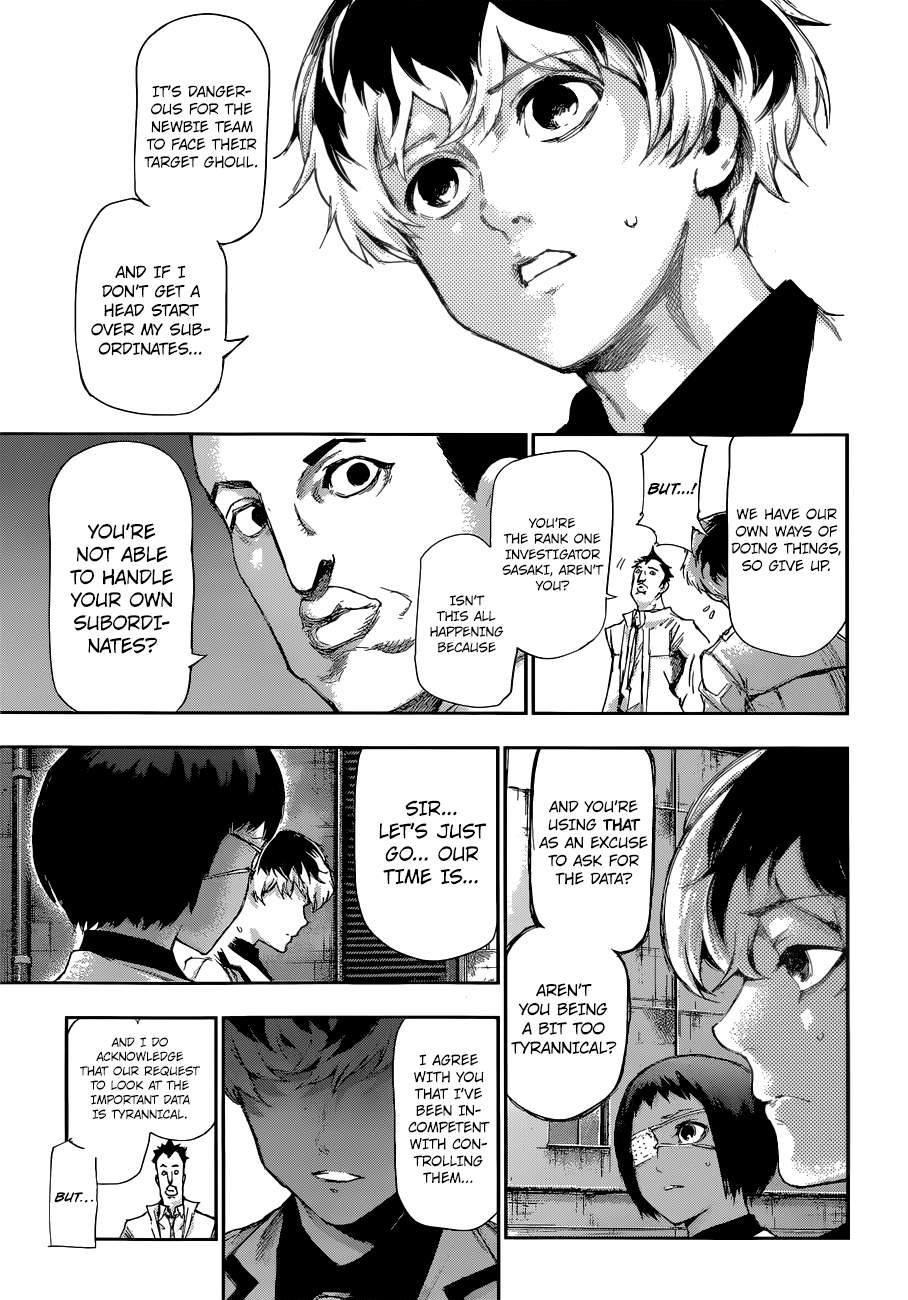 IT'S DANGER-
OUS FOR THE
NEWBIE TEAM
TO FACE THEIR
TARGET GHOUL.
AND IF I
DON'T GET A
HEAD START
OVER MY SUB-
ORDINATES...
WE HAVE OUR
OWN WAYS OF
DOING THINGS,
SO GIVE UP.
BUT...!
YOU'RE
THE RANK ONE
INVESTIGATOR
SASAKI, AREN'T
YOU?
ISN'T
THIS ALL
HAPPENING
BECAUSE
YOU'RE
NOT ABLE
TO HANDLE
YOUR OWN
SUBORDI-
NATES?
AND YOU'RE
USING THAT
AS AN EXCUSE
TO ASK FOR
THE DATA?
AREN'T
YOU BEING
A BIT TOO
TYRANNICAL?
SIR...
LET'S JUST
GO... OUR
TIME IS...
I AGREE
WITH YOU
THAT I'VE
BEEN IN-
COMPETENT
WITH CONTR-
OLLING
THEM...
AND I DO
ACKNOWLEDGE
THAT OUR REQUEST
TO LOOK AT THE
IMPORTANT DATA
IS TYRANNICAL.
BUT...